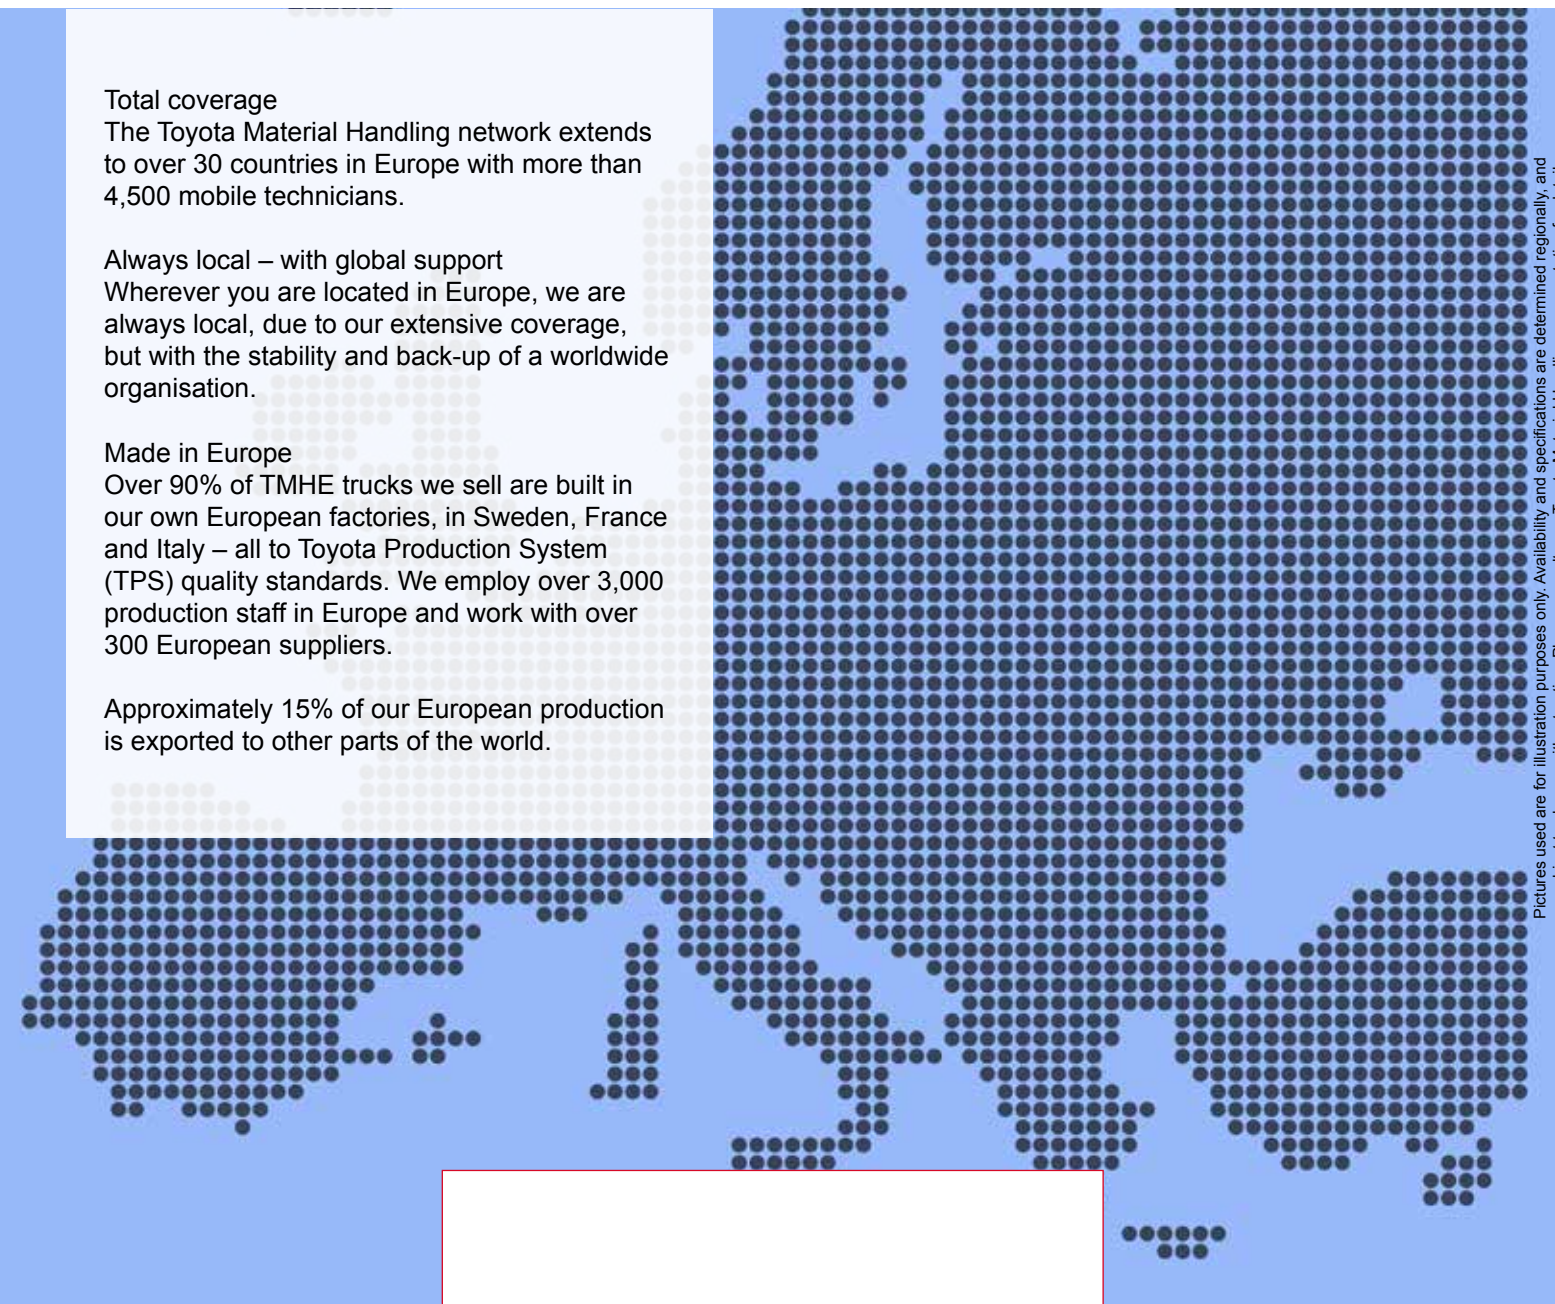 Total coverage
The Toyota Material Handling network extends
to over 30 countries in Europe with more than
4,500 mobile technicians.
Always local – with global support
Wherever you are located in Europe, we are
always local, due to our extensive coverage,
but with the stability and back-up of a worldwide
organisation.
Made in Europe
Over 90% of TMHE trucks we sell are built in
our own European factories, in Sweden, France
and Italy – all to Toyota Production System
(TPS) quality standards. We employ over 3,000
production staff in Europe and work with over
300 European suppliers.
Approximately 15% of our European production
is exported to other parts of the world.
Pictures used are for illustration purposes only. Availability and specifications are determined regionally, and